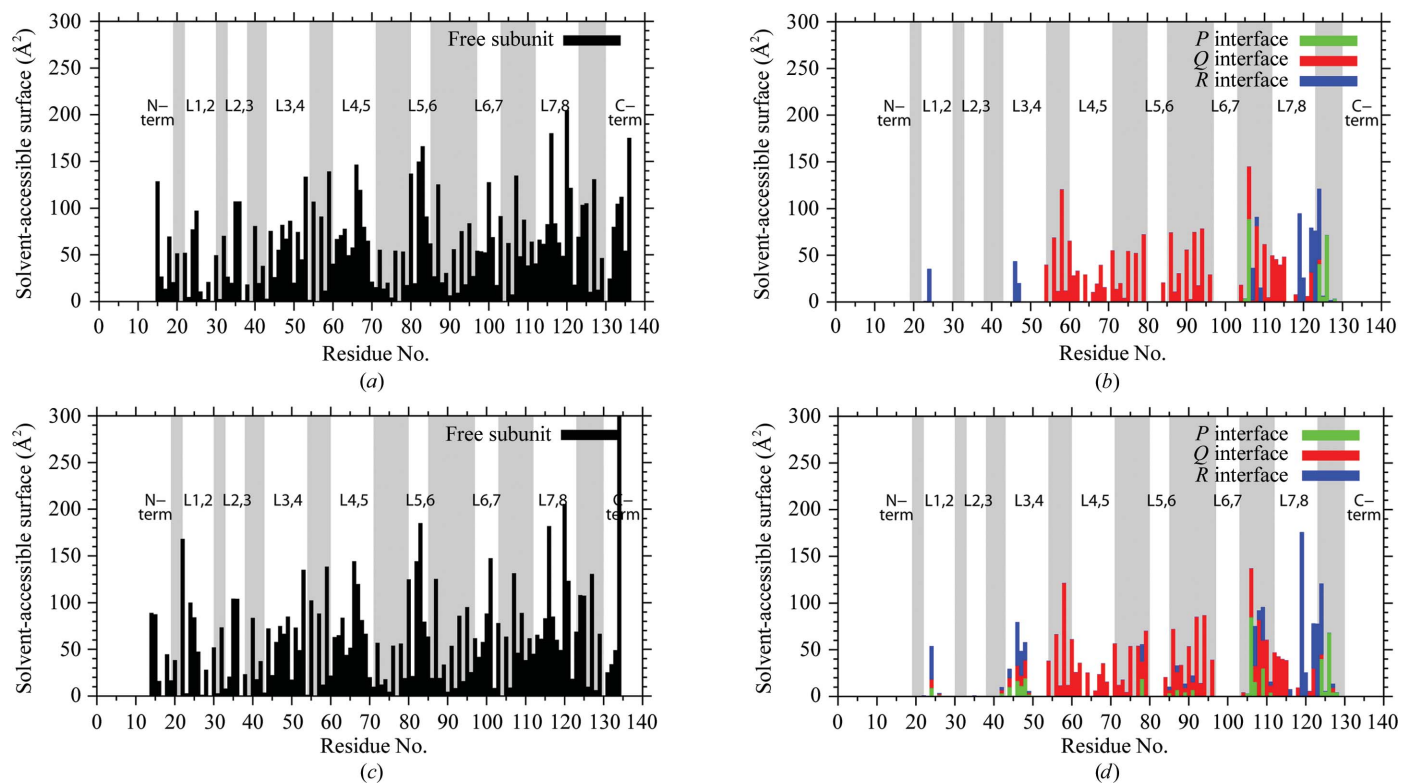 300
250
200
150
100
50
0
Solvent-accessible surface (Å²)
Free subunit
N– L1,2 L2,3 L3,4 L4,5 L5,6 L6,7 L7,8 C–
term term
0 10 20 30 40 50 60 70 80 90 100 110 120 130 140
Residue No.
(a)
300
250
200
150
100
50
0
Solvent-accessible surface (Å²)
P interface
Q interface
R interface
N– L1,2 L2,3 L3,4 L4,5 L5,6 L6,7 L7,8 C–
term term
0 10 20 30 40 50 60 70 80 90 100 110 120 130 140
Residue No.
(b)
300
250
200
150
100
50
0
Solvent-accessible surface (Å²)
Free subunit
N– L1,2 L2,3 L3,4 L4,5 L5,6 L6,7 L7,8 C–
term term
0 10 20 30 40 50 60 70 80 90 100 110 120 130 140
Residue No.
(c)
300
250
200
150
100
50
0
Solvent-accessible surface (Å²)
P interface
Q interface
R interface
N– L1,2 L2,3 L3,4 L4,5 L5,6 L6,7 L7,8 C–
term term
0 10 20 30 40 50 60 70 80 90 100 110 120 130 140
Residue No.
(d)